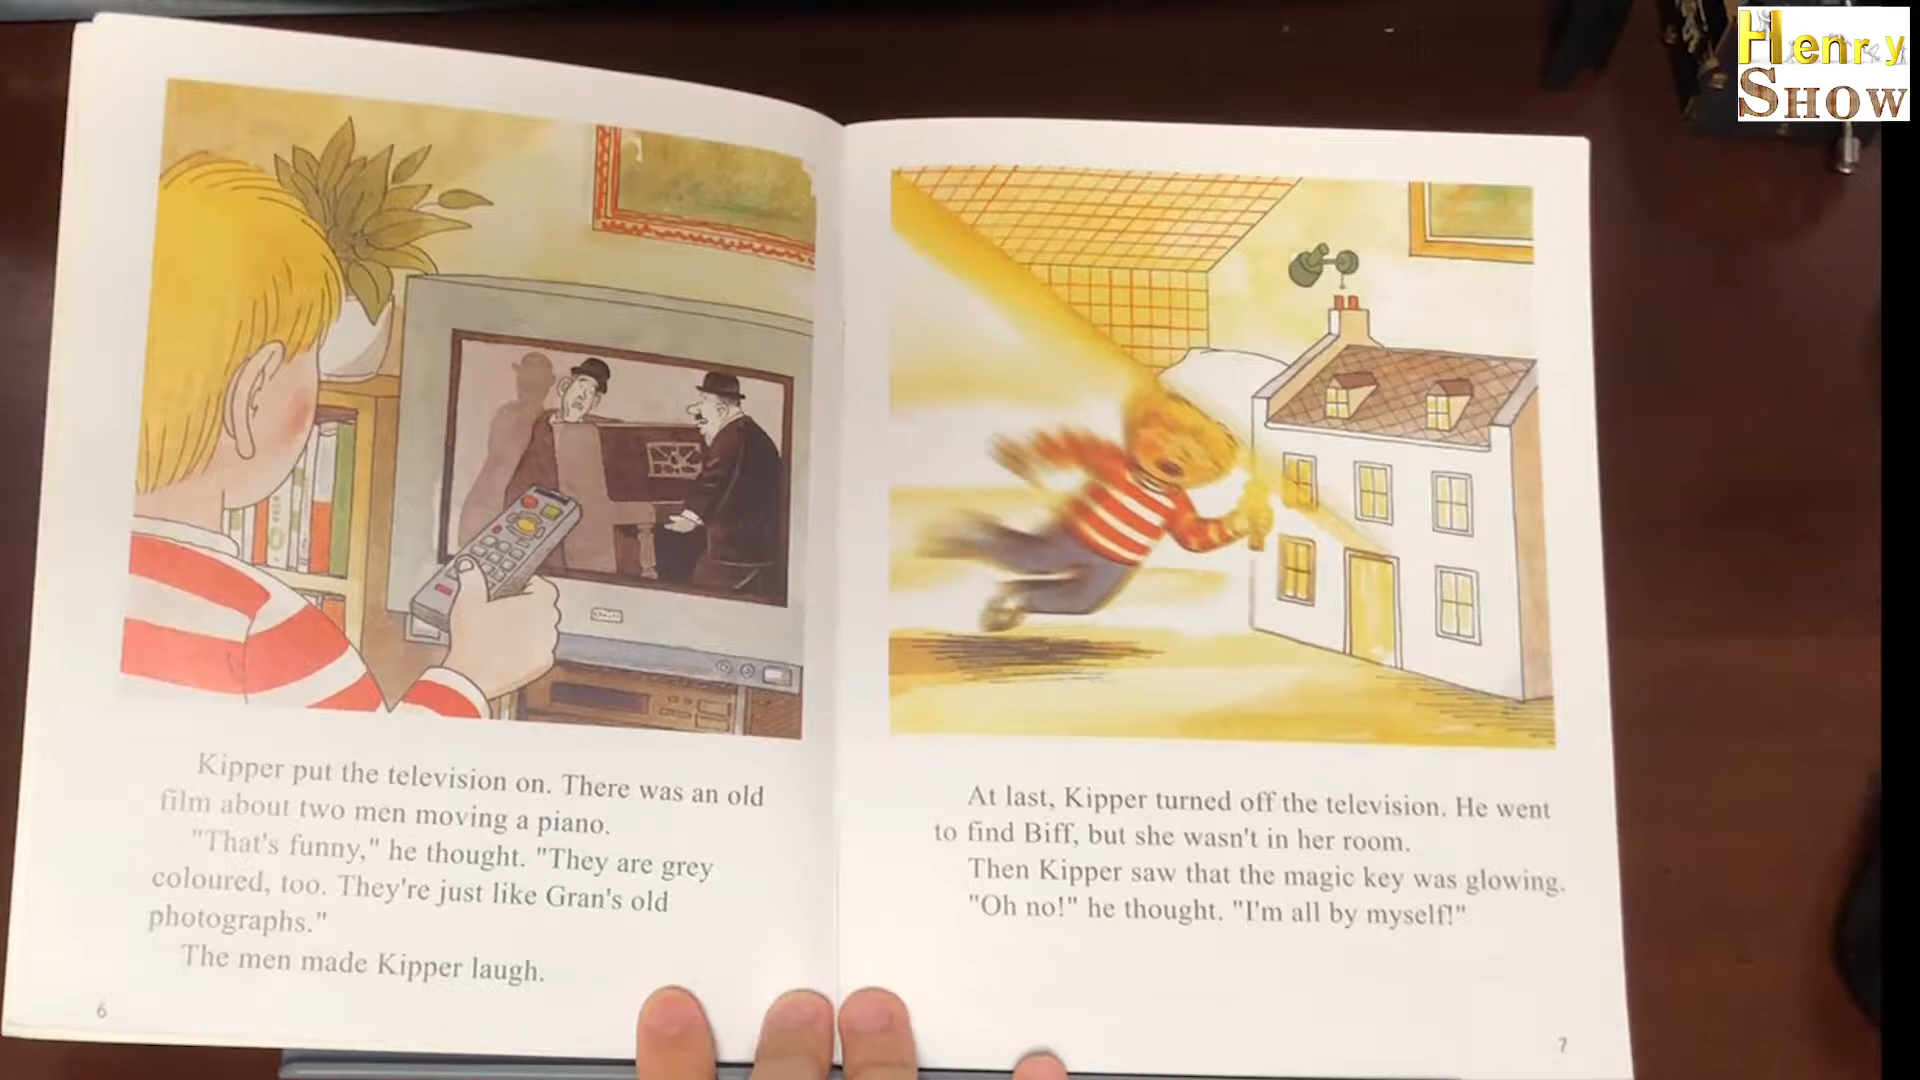 Henry
SHOW
Kipper put the television on. There was an old
film about two men moving a piano.
"That's funny," he thought. "They are grey
coloured, too. They're just like Gran's old
photographs."
The men made Kipper laugh.
6
At last, Kipper turned off the television. He went
to find Biff, but she wasn't in her room.
Then Kipper saw that the magic key was glowing.
"Oh no!" he thought. "I'm all by myself!"
7